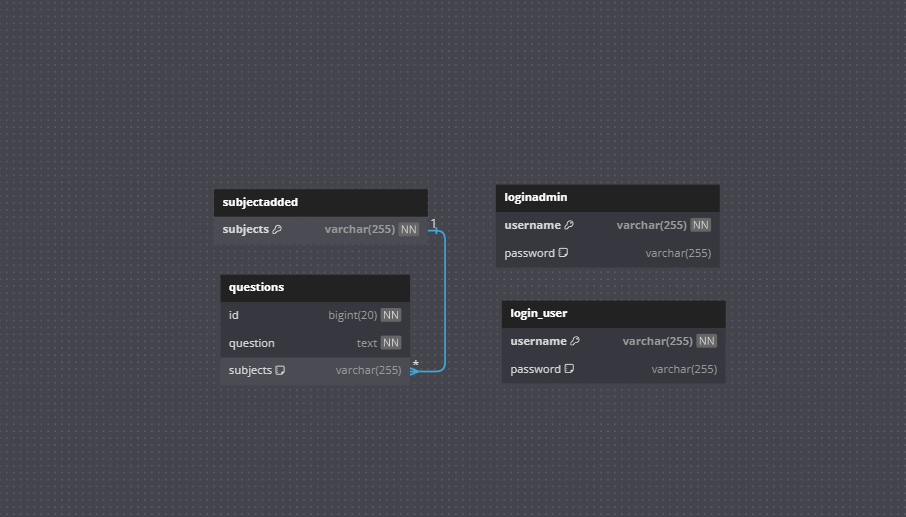 subjectadded
subjects varchar(255) NN
1
questions
id bigint(20) NN
question text NN
subjects varchar(255)
*
loginadmin
username varchar(255) NN
password varchar(255)
login_user
username varchar(255) NN
password varchar(255)